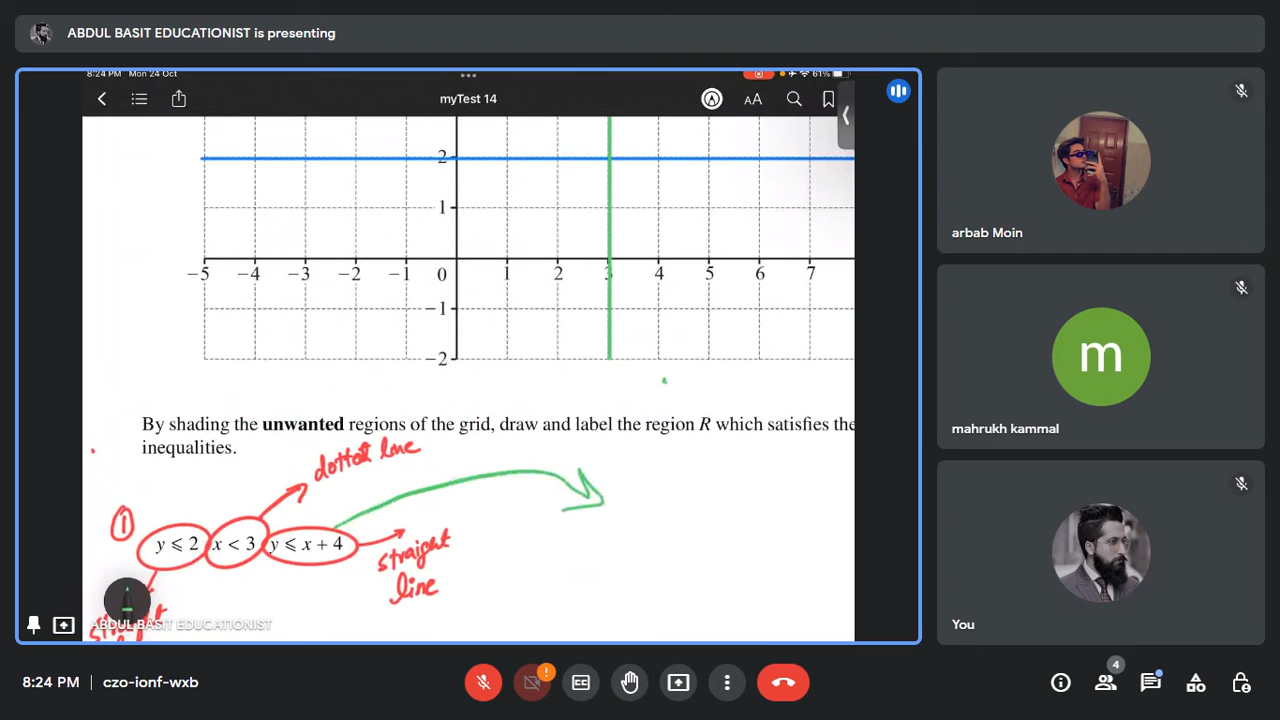 ABDUL BASIT EDUCATIONIST is presenting
8:24 PM Mon 24 Oct
61%
myTest 14
AA
2
1
-5 -4 -3 -2 -1 0 1 2 3 4 5 6 7
-1
-2
By shading the unwanted regions of the grid, draw and label the region R which satisfies the
inequalities.
dotted line
①
y ⩽ 2 x < 3 y ⩽ x + 4
straight
line
ABDUL BASIT EDUCATIONIST
arbab Moin
m
mahrukh kammal
You
8:24 PM | czo-ionf-wxb
4